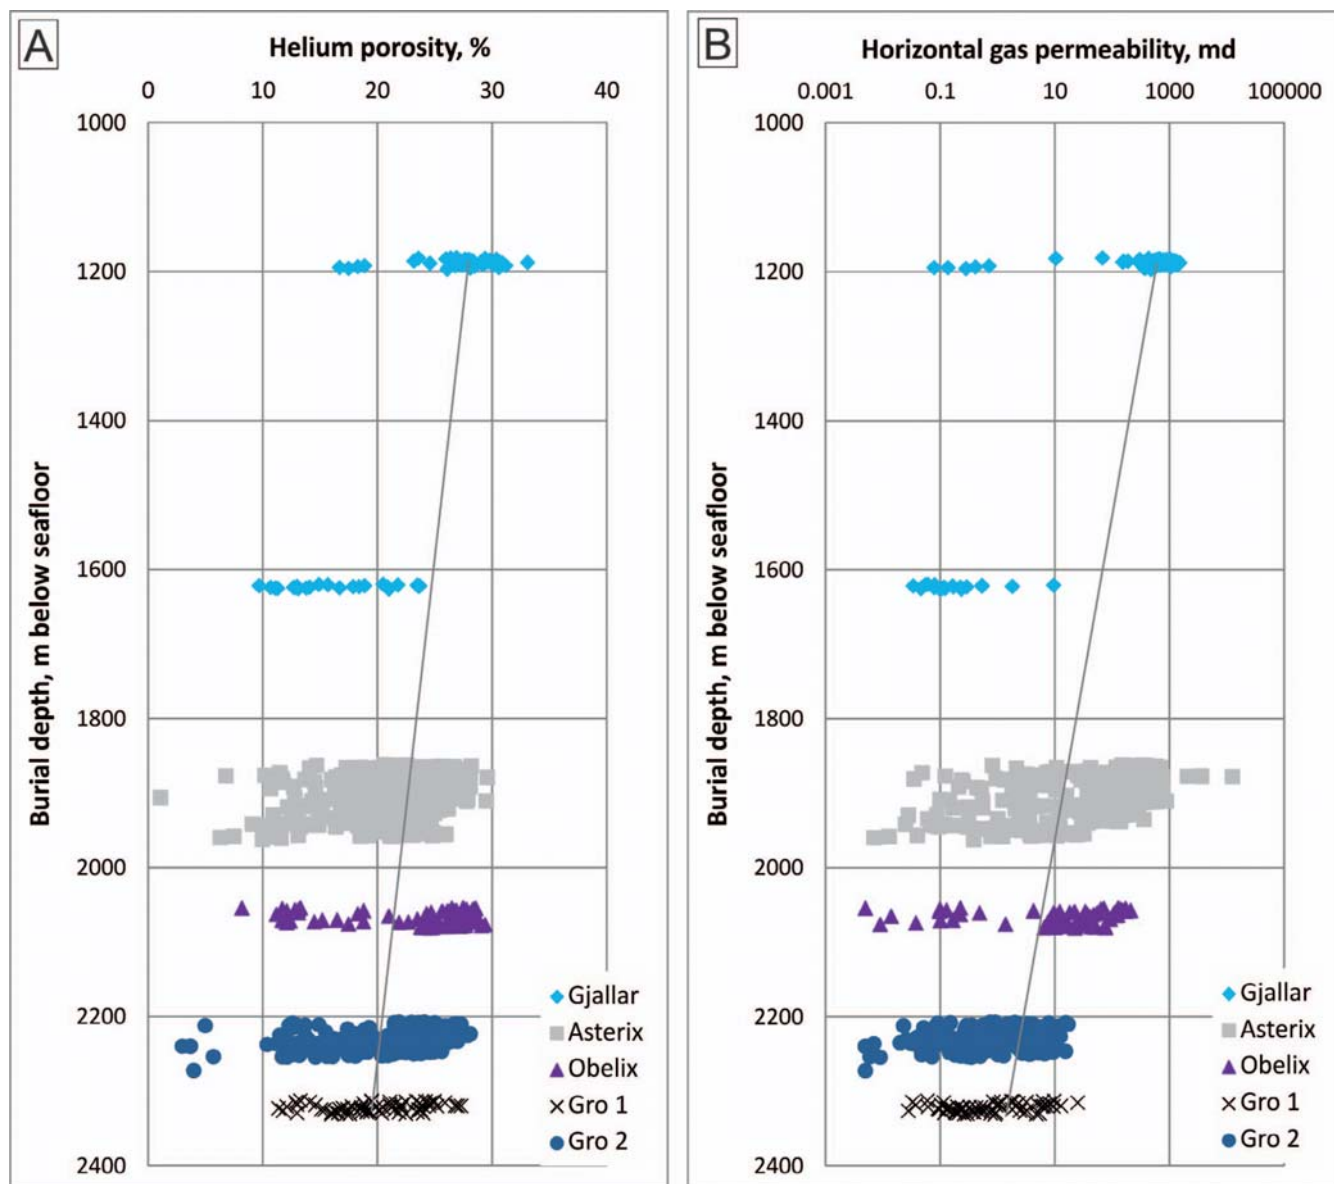 A
Helium porosity, %
0 10 20 30 40
1000
1200
1400
1600
1800
2000
2200
2400
Burial depth, m below seafloor
Gjallar
Asterix
Obelix
Gro 1
Gro 2
B
Horizontal gas permeability, md
0.001 0.1 10 1000 100000
1000
1200
1400
1600
1800
2000
2200
2400
Burial depth, m below seafloor
Gjallar
Asterix
Obelix
Gro 1
Gro 2